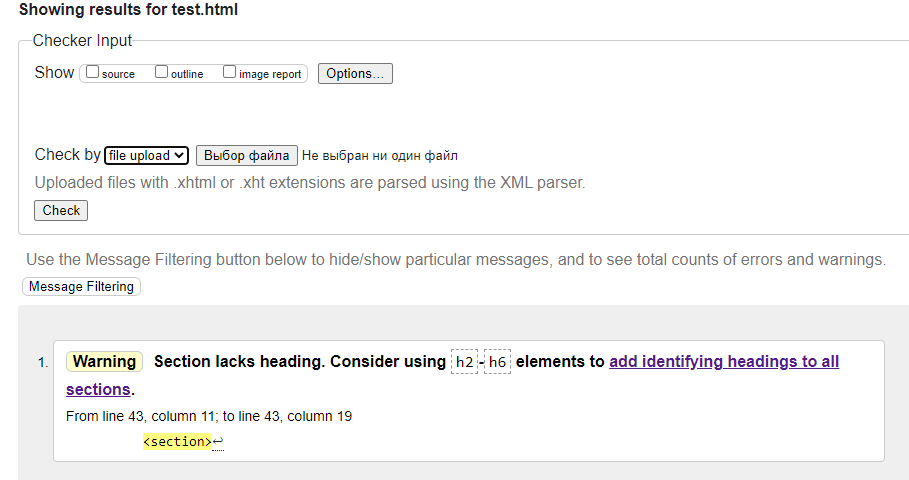 Showing results for test.html
Checker Input
Show source outline image report Options...
Check by file upload Выбор файла Не выбран ни один файл
Uploaded files with .xhtml or .xht extensions are parsed using the XML parser.
Check
Use the Message Filtering button below to hide/show particular messages, and to see total counts of errors and warnings.
Message Filtering
1. Warning Section lacks heading. Consider using h2-h6 elements to add identifying headings to all
sections.
From line 43, column 11; to line 43, column 19
<section>↩